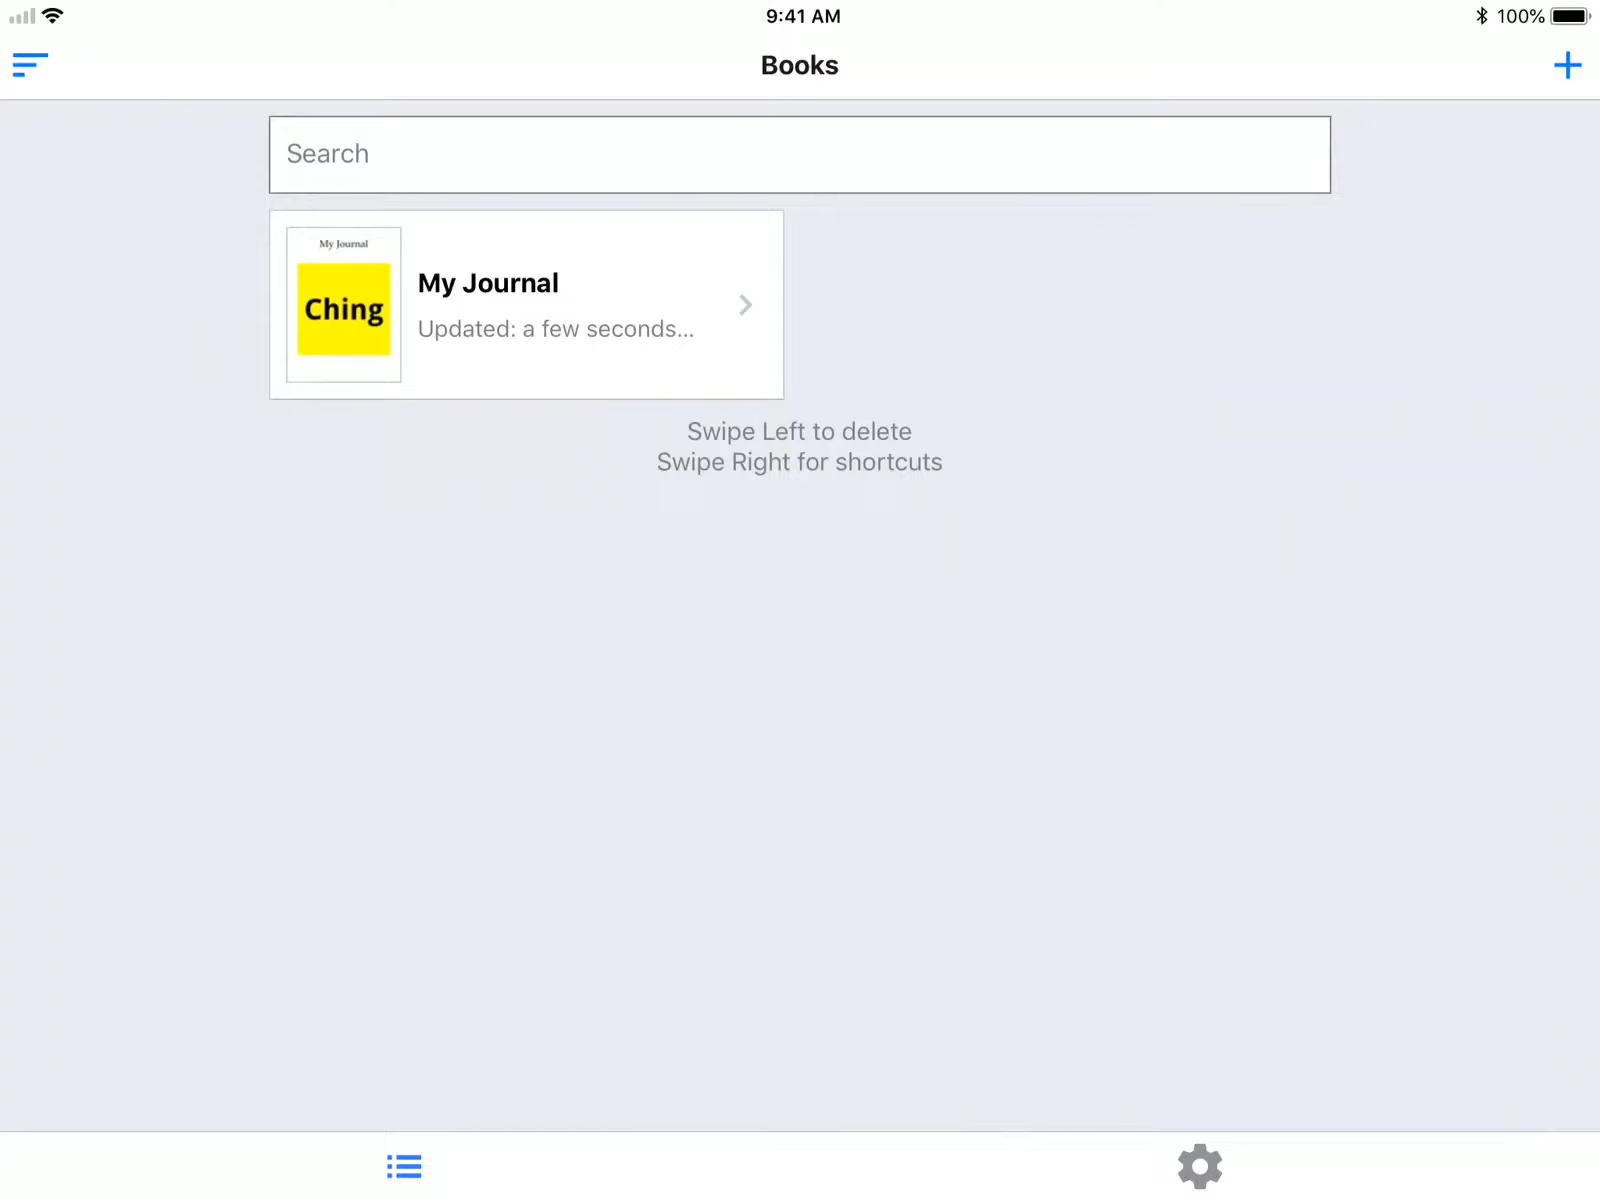 9:41 AM
100%
Books
Search
My Journal
Ching
My Journal
Updated: a few seconds...
Swipe Left to delete
Swipe Right for shortcuts